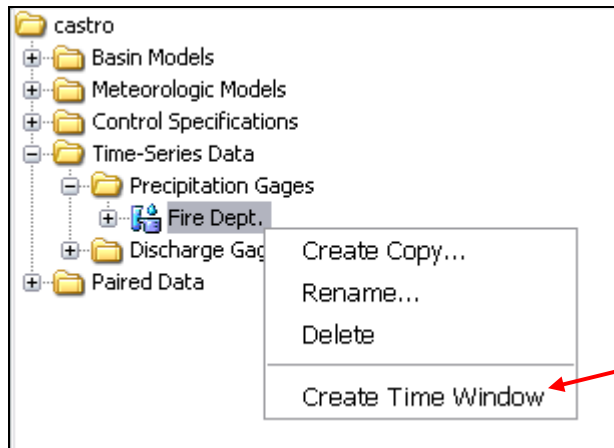 castro
Basin Models
Meteorologic Models
Control Specifications
Time-Series Data
Precipitation Gages
Fire Dept.
Discharge Gag
Paired Data
Create Copy...
Rename...
Delete
Create Time Window